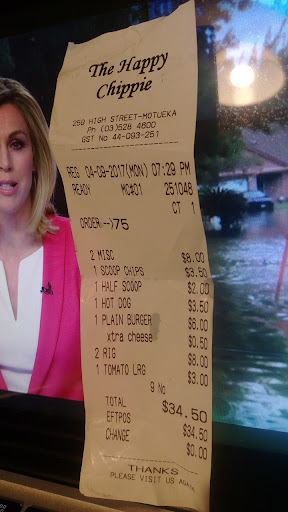 The Happy
Chippie
259 HIGH STREET-MOTUEKA
Ph (03)528 4600
GST No 44-093-251
REG 04-09-2017(MON) 07:29 PM
READY MC#01 251048
CT 1
ORDER-->75
2 MISC $8.00
1 SCOOP CHIPS $3.50
1 HALF SCOOP $2.00
1 HOT DOG $3.50
1 PLAIN BURGER $6.00
xtra cheese $0.50
2 RIG $8.00
1 TOMATO LRG $3.00
9 No
TOTAL $34.50
EFTPOS $34.50
CHANGE $0.00
THANKS
PLEASE VISIT US AGAIN